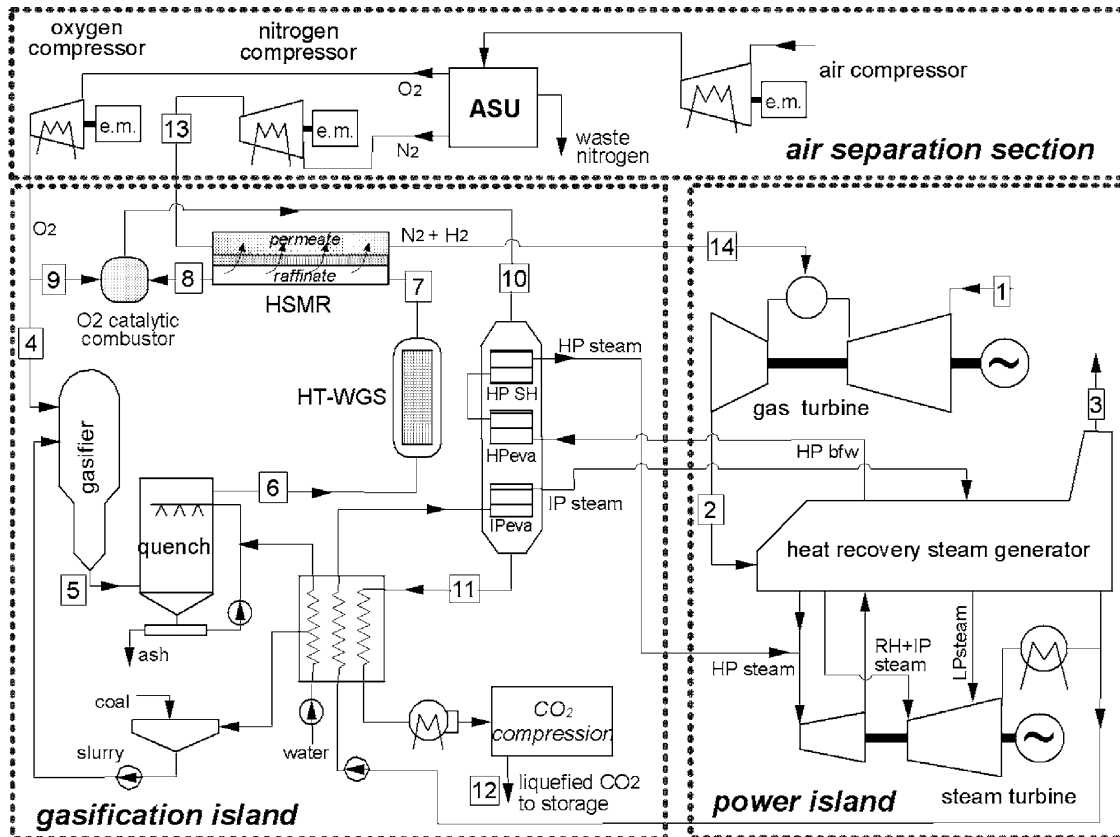 oxygen
compressor
nitrogen
compressor
air compressor
O2
ASU
e.m.
e.m.
e.m.
13
N2
waste
nitrogen
air separation section
O2
permeate
N2 + H2
14
raffinate
9
8
7
10
1
HSMR
O2 catalytic
combustor
4
HP steam
HT-WGS
HP SH
gas turbine
3
gasifier
HPeva
HP bfw
6
IP steam
2
IPeva
quench
heat recovery steam generator
5
11
ash
HP steam
RH+IP
steam
LPsteam
coal
CO2
compression
slurry
water
12
liquefied CO2
to storage
steam turbine
gasification island
power island